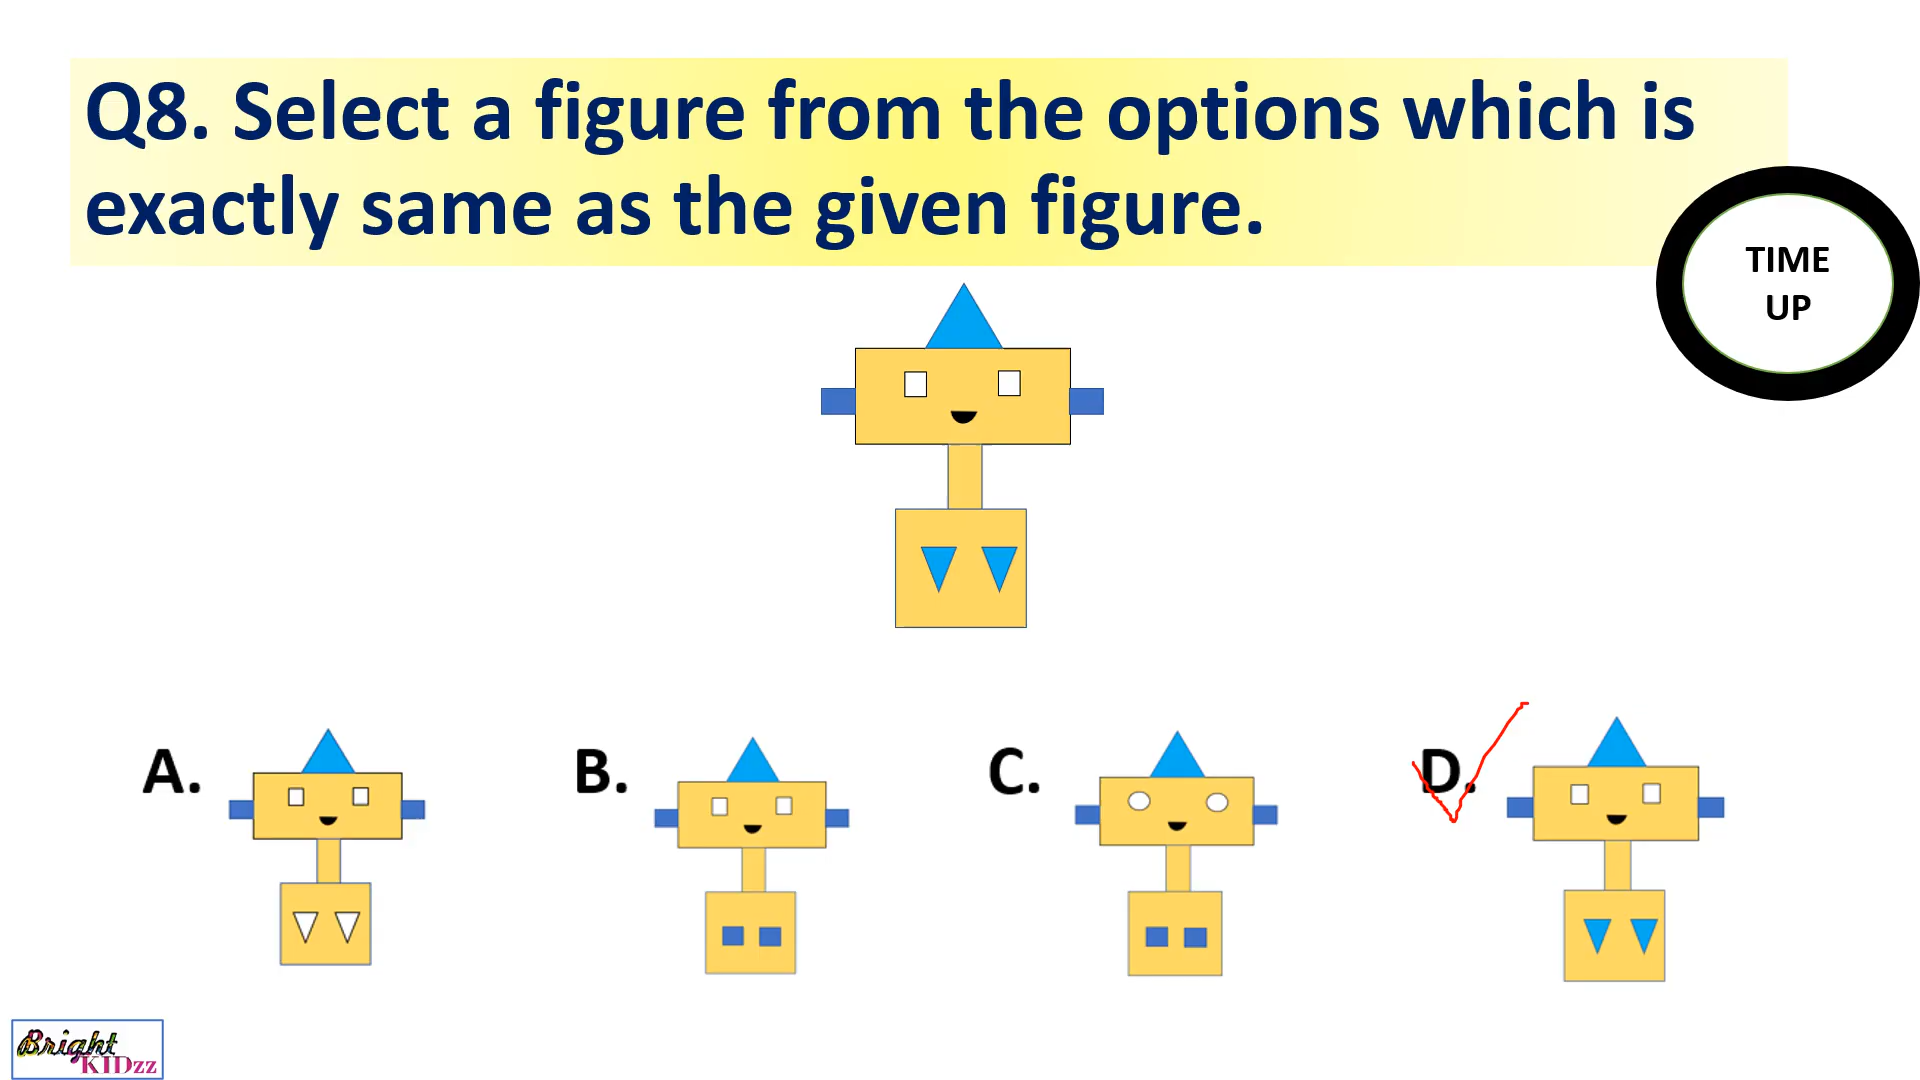 Q8. Select a figure from the options which is
exactly same as the given figure.
TIME
UP
A.
B.
C.
D.
Bright
KIDzz